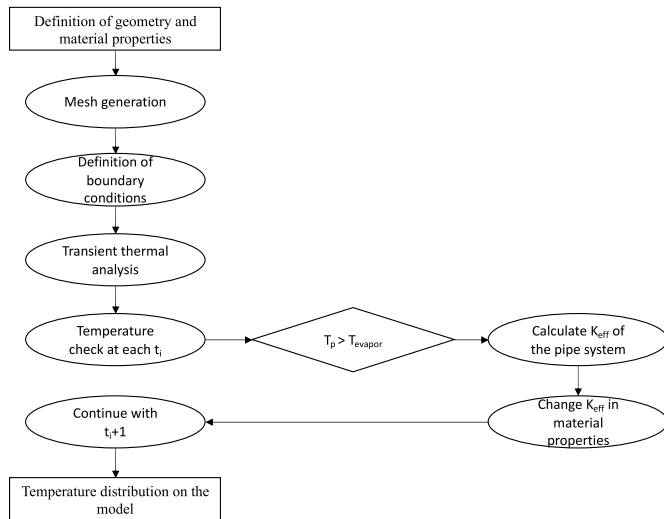 Definition of geometry and
material properties
Mesh generation
Definition of
boundary
conditions
Transient thermal
analysis
Temperature
check at each tᵢ
Tₚ > Tₑᵥₐₚₒᵣ
Calculate Kₑff of
the pipe system
Change Kₑff in
material
properties
Continue with
tᵢ+1
Temperature distribution on the
model